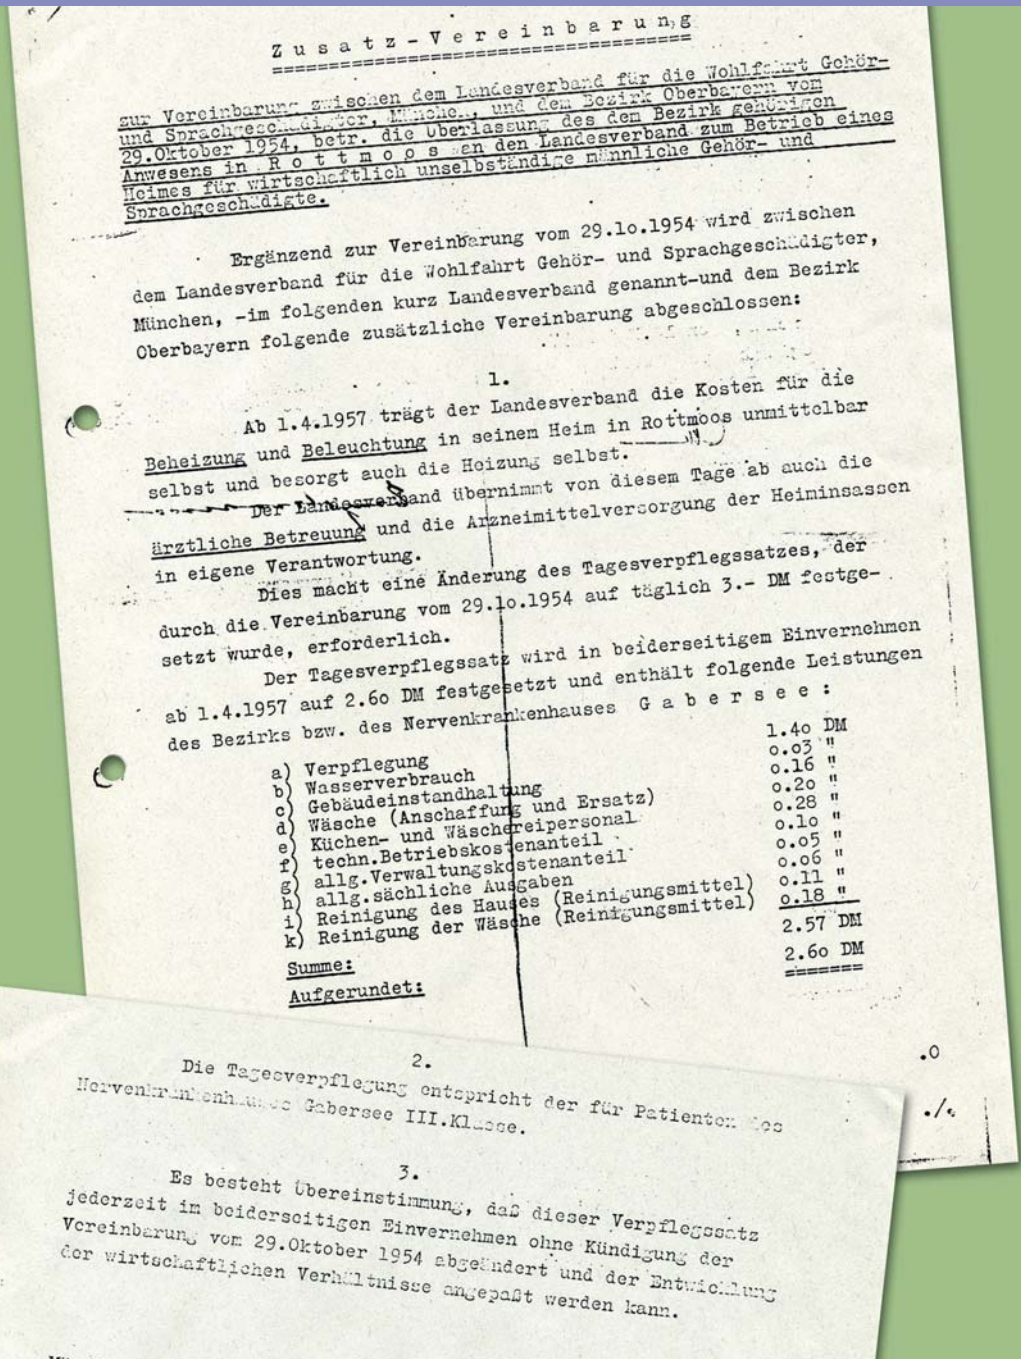 Zusatz-Vereinbarung
zur Vereinbarung zwischen dem Landesverband für die Wohlfahrt Gehör-
und Sprachgeschädigter, München, und dem Bezirk Oberbayern vom
29.Oktober 1954, betr. die Überlassung des dem Bezirk gehörigen
Anwesens in R o t t m o o s an den Landesverband zum Betrieb eines
Heimes für wirtschaftlich unselbständige männliche Gehör- und
Sprachgeschädigte.
Ergänzend zur Vereinbarung vom 29.lo.1954 wird zwischen
dem Landesverband für die Wohlfahrt Gehör- und Sprachgeschädigter,
München, -im folgenden kurz Landesverband genannt-und dem Bezirk
Oberbayern folgende zusätzliche Vereinbarung abgeschlossen:
1.
Ab 1.4.1957 trägt der Landesverband die Kosten für die
Beheizung und Beleuchtung in seinem Heim in Rottmoos unmittelbar
selbst und besorgt auch die Heizung selbst.
Der Landesverband übernimmt von diesem Tage ab auch die
ärztliche Betreuung und die Arzneimittelversorgung der Heiminsassen
in eigene Verantwortung.
Dies macht eine Änderung des Tagesverpflegssatzes, der
durch die Vereinbarung vom 29.lo.1954 auf täglich 3.- DM festge-
setzt wurde, erforderlich.
Der Tagesverpflegssatz wird in beiderseitigem Einvernehmen
ab 1.4.1957 auf 2.6o DM festgesetzt und enthält folgende Leistungen
des Bezirks bzw. des Nervenkrankenhauses G a b e r s e e :
a) Verpflegung 1.4o DM
b) Wasserverbrauch o.o3 "
c) Gebäudeinstandhaltung o.16 "
d) Wäsche (Anschaffung und Ersatz) o.2o "
e) Küchen- und Wäschereipersonal o.28 "
f) techn.Betriebskostenanteil o.lo "
g) allg.Verwaltungskostenanteil o.o5 "
h) allg.sächliche Ausgaben o.o6 "
i) Reinigung des Hauses (Reinigungsmittel) o.11 "
k) Reinigung der Wäsche (Reinigungsmittel) o.18 "
Summe: 2.57 DM
Aufgerundet: 2.6o DM
.0
./.
2.
Die Tagesverpflegung entspricht der für Patienten des
Nervenkrankenhauses Gabersee III.Klasse.
3.
Es besteht Übereinstimmung, daß dieser Verpflegssatz
jederzeit im beiderseitigen Einvernehmen ohne Kündigung der
Vereinbarung vom 29.Oktober 1954 abgeändert und der Entwicklung
der wirtschaftlichen Verhältnisse angepaßt werden kann.